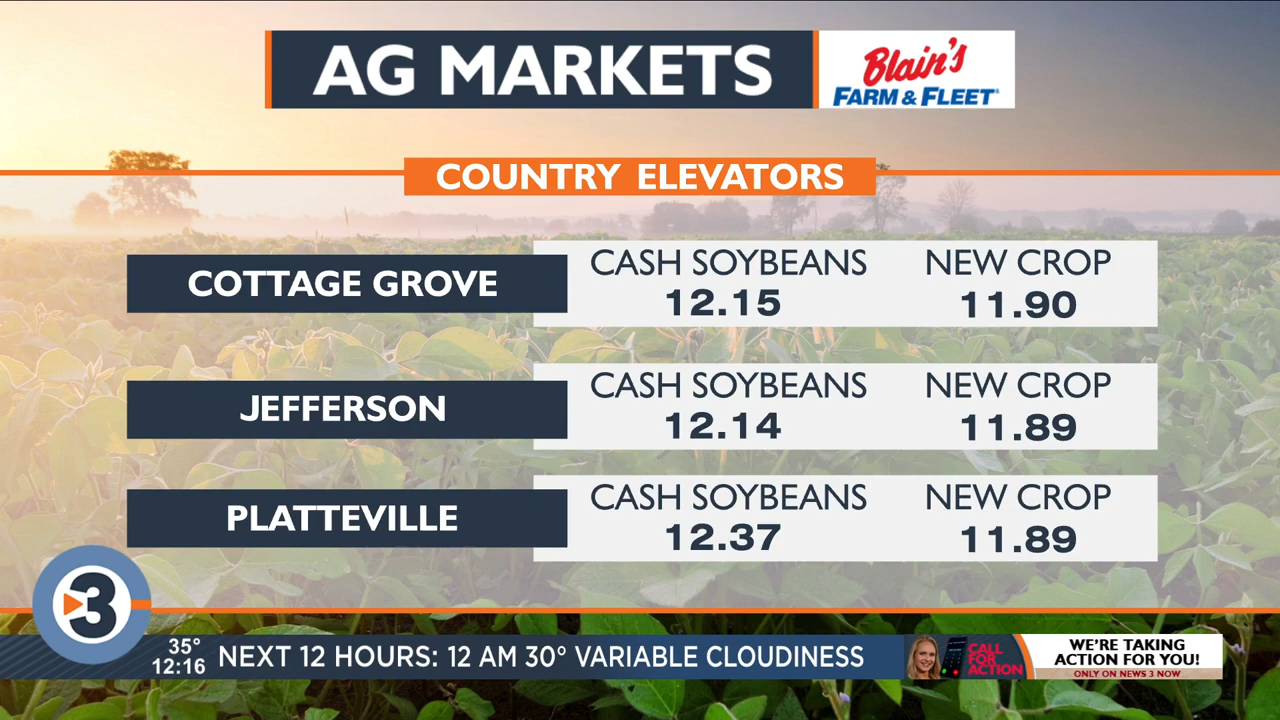 AG MARKETS
Blain's
FARM & FLEET
COUNTRY ELEVATORS
COTTAGE GROVE
CASH SOYBEANS
12.15
NEW CROP
11.90
JEFFERSON
CASH SOYBEANS
12.14
NEW CROP
11.89
PLATTEVILLE
CASH SOYBEANS
12.37
NEW CROP
11.89
3
35°
12:16
NEXT 12 HOURS: 12 AM 30° VARIABLE CLOUDINESS
CALL
FOR
ACTION
WE'RE TAKING
ACTION FOR YOU!
ONLY ON NEWS 3 NOW